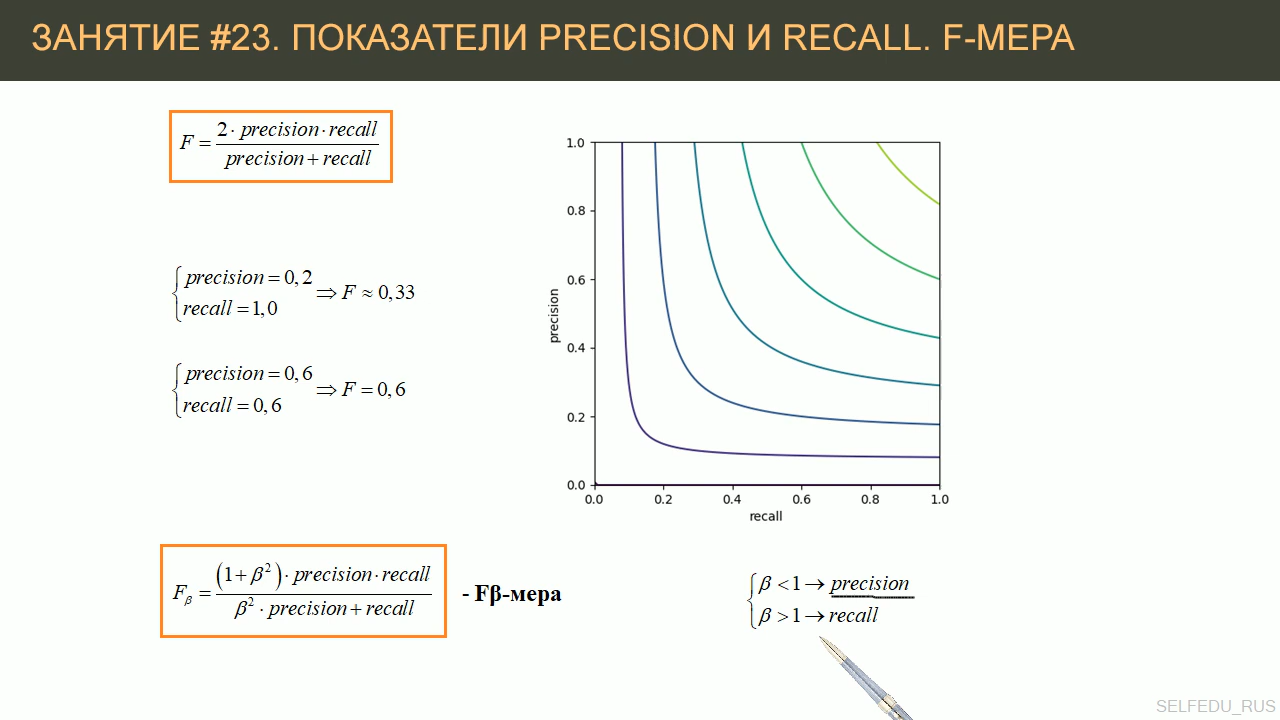 ЗАНЯТИЕ #23. ПОКАЗАТЕЛИ PRECISION И RECALL. F-МЕРА
F = 2 · precision · recall / precision + recall
precision = 0,2
recall = 1,0
⇒ F ≈ 0,33
precision = 0,6
recall = 0,6
⇒ F = 0,6
1.0
0.8
0.6
0.4
0.2
0.0
precision
0.0 0.2 0.4 0.6 0.8 1.0
recall
Fβ = (1+ β²) · precision · recall / β² · precision + recall
- Fβ-мера
β < 1 → precision
β > 1 → recall
SELFEDU_RUS